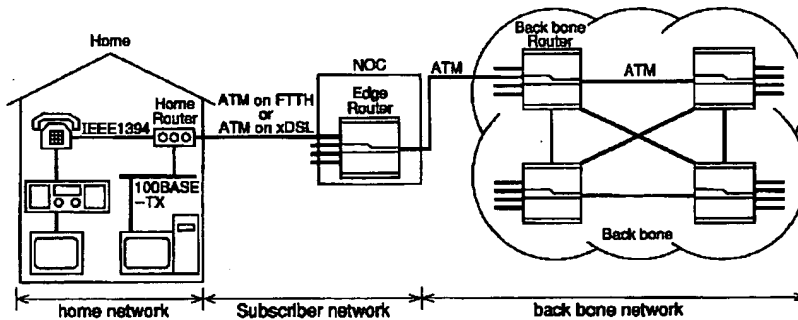 Home
Home
Router
IEEE1394
100BASE
-TX
ATM on FTTH
or
ATM on xDSL
NOC
Edge
Router
ATM
Back bone
Router
ATM
Back bone
home network
Subscriber network
back bone network